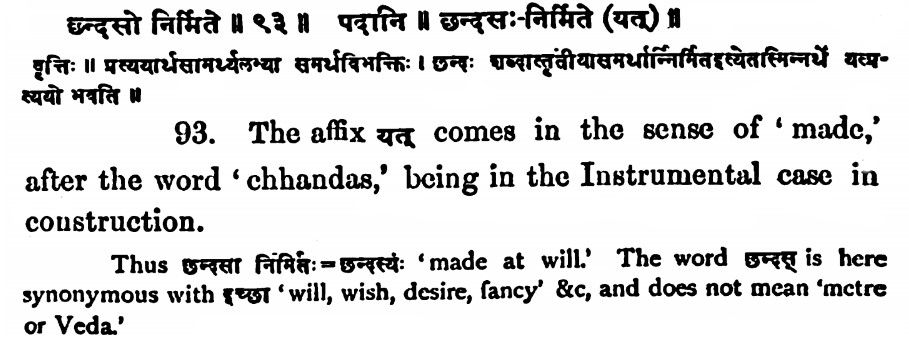 छन्दसो निर्मिते ॥ ९३ ॥ पदानि ॥ छन्दसः-निर्मिते (यत्) ॥
वृत्तिः ॥ प्रत्ययार्थसामर्थ्यलभ्या समर्थविभक्तिः । छन्दः शब्दात्तृतीयासमर्थान्निर्मितइत्येतस्मिन्नर्थे यत्प्र-
त्ययो भवति ॥
93. The affix यत् comes in the sense of ‘made,’
after the word ‘chhandas,’ being in the Instrumental case in
construction.
Thus छन्दसा निर्मितः=छन्दस्यः ‘made at will.’ The word छन्दस् is here
synonymous with इच्छा ‘will, wish, desire, fancy’ &c, and does not mean ‘metre
or Veda.’